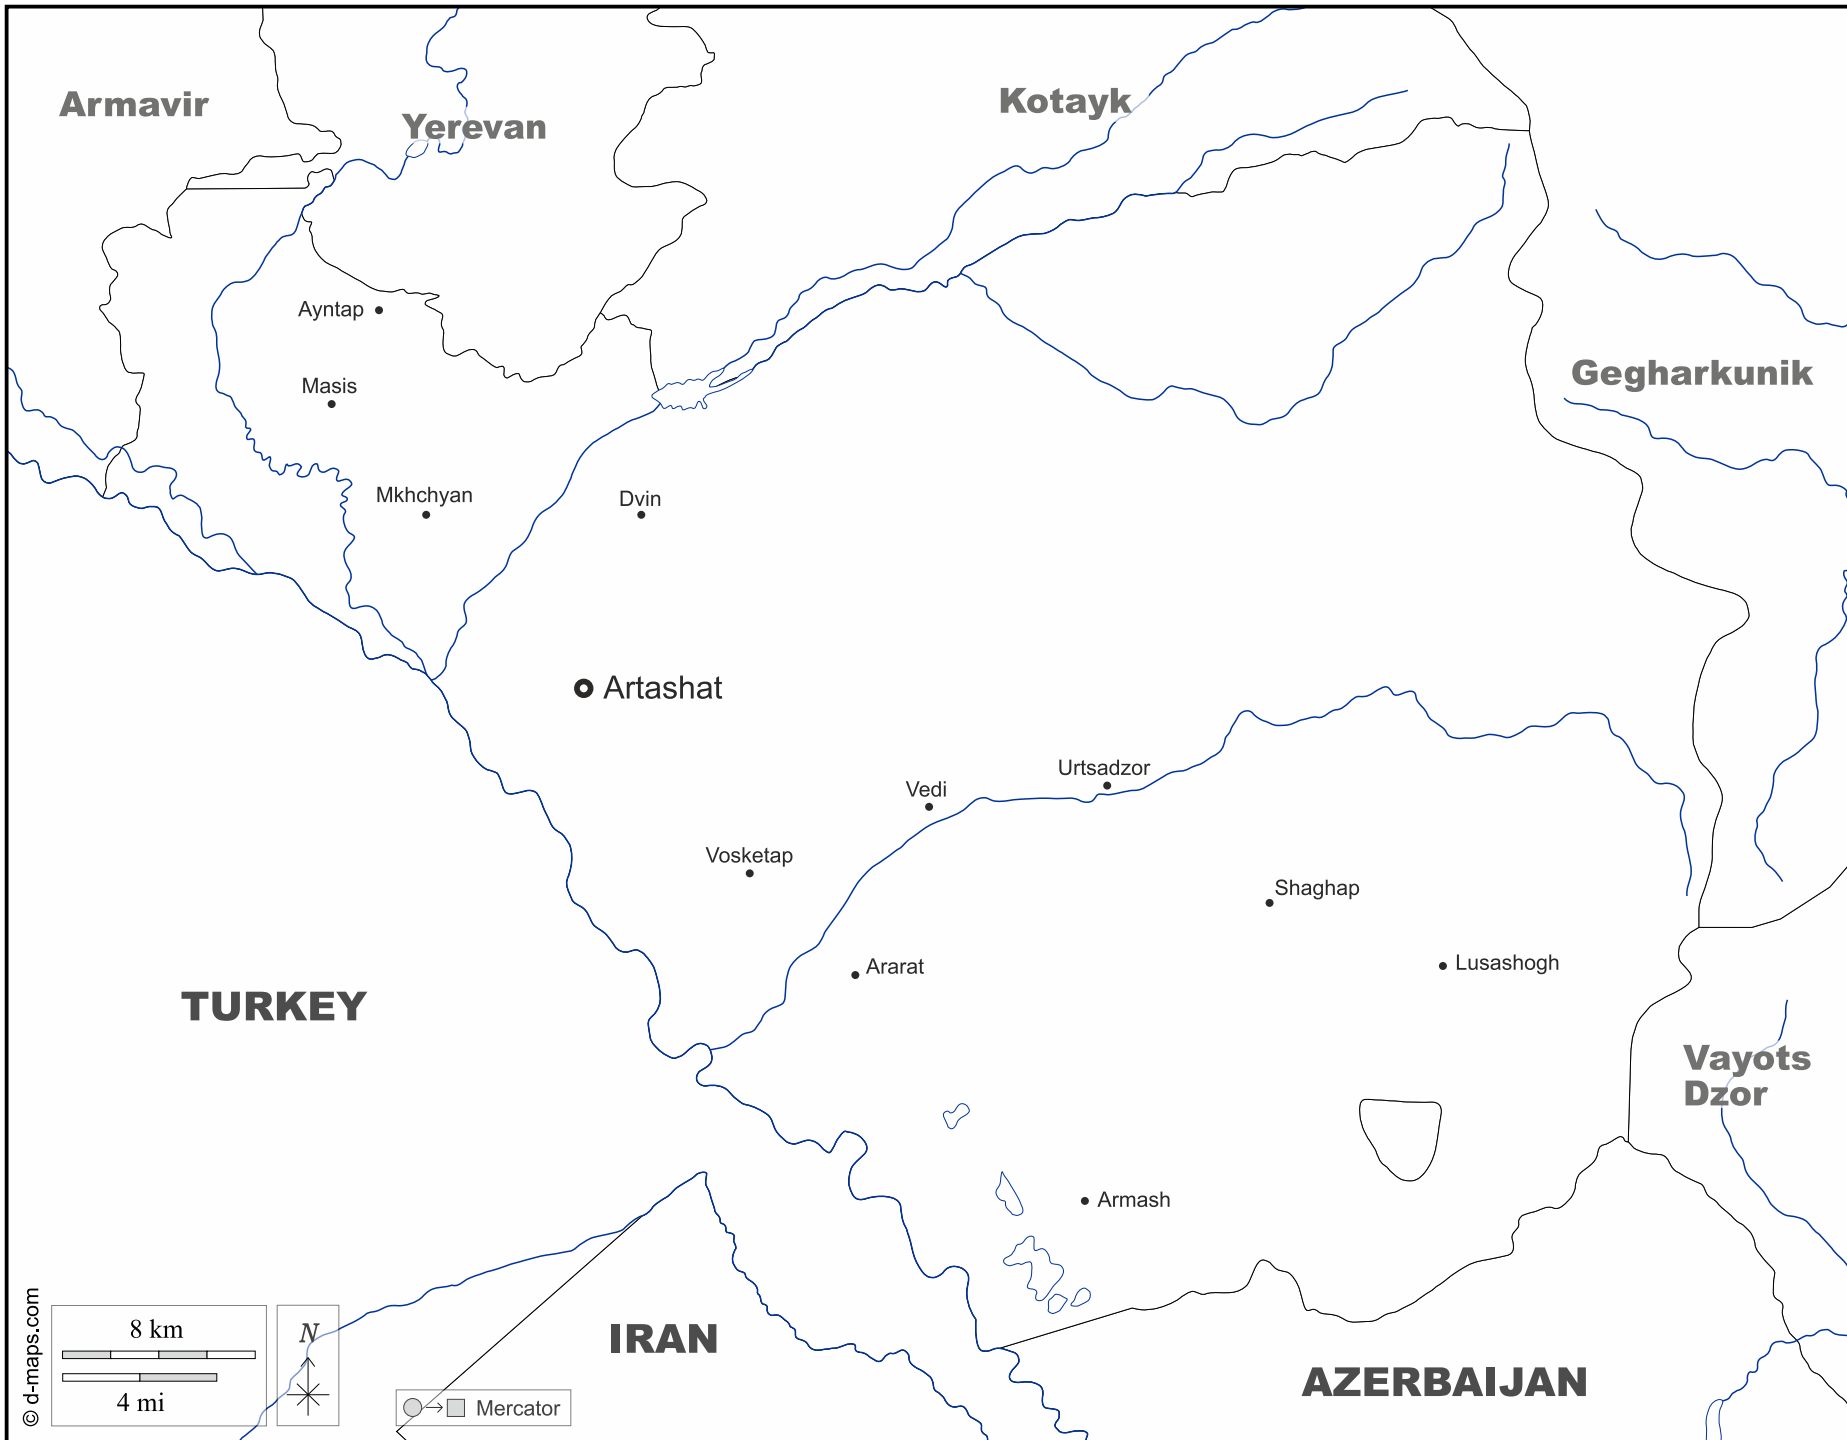 Armavir
Yerevan
Kotayk
Ayntap
Gegharkunik
Masis
Mkhchyan
Dvin
Artashat
Urtsadzor
Vedi
Vosketap
Shaghap
Ararat
Lusashogh
TURKEY
Vayots
Dzor
Armash
IRAN
AZERBAIJAN
© d-maps.com
8 km
4 mi
N
Mercator